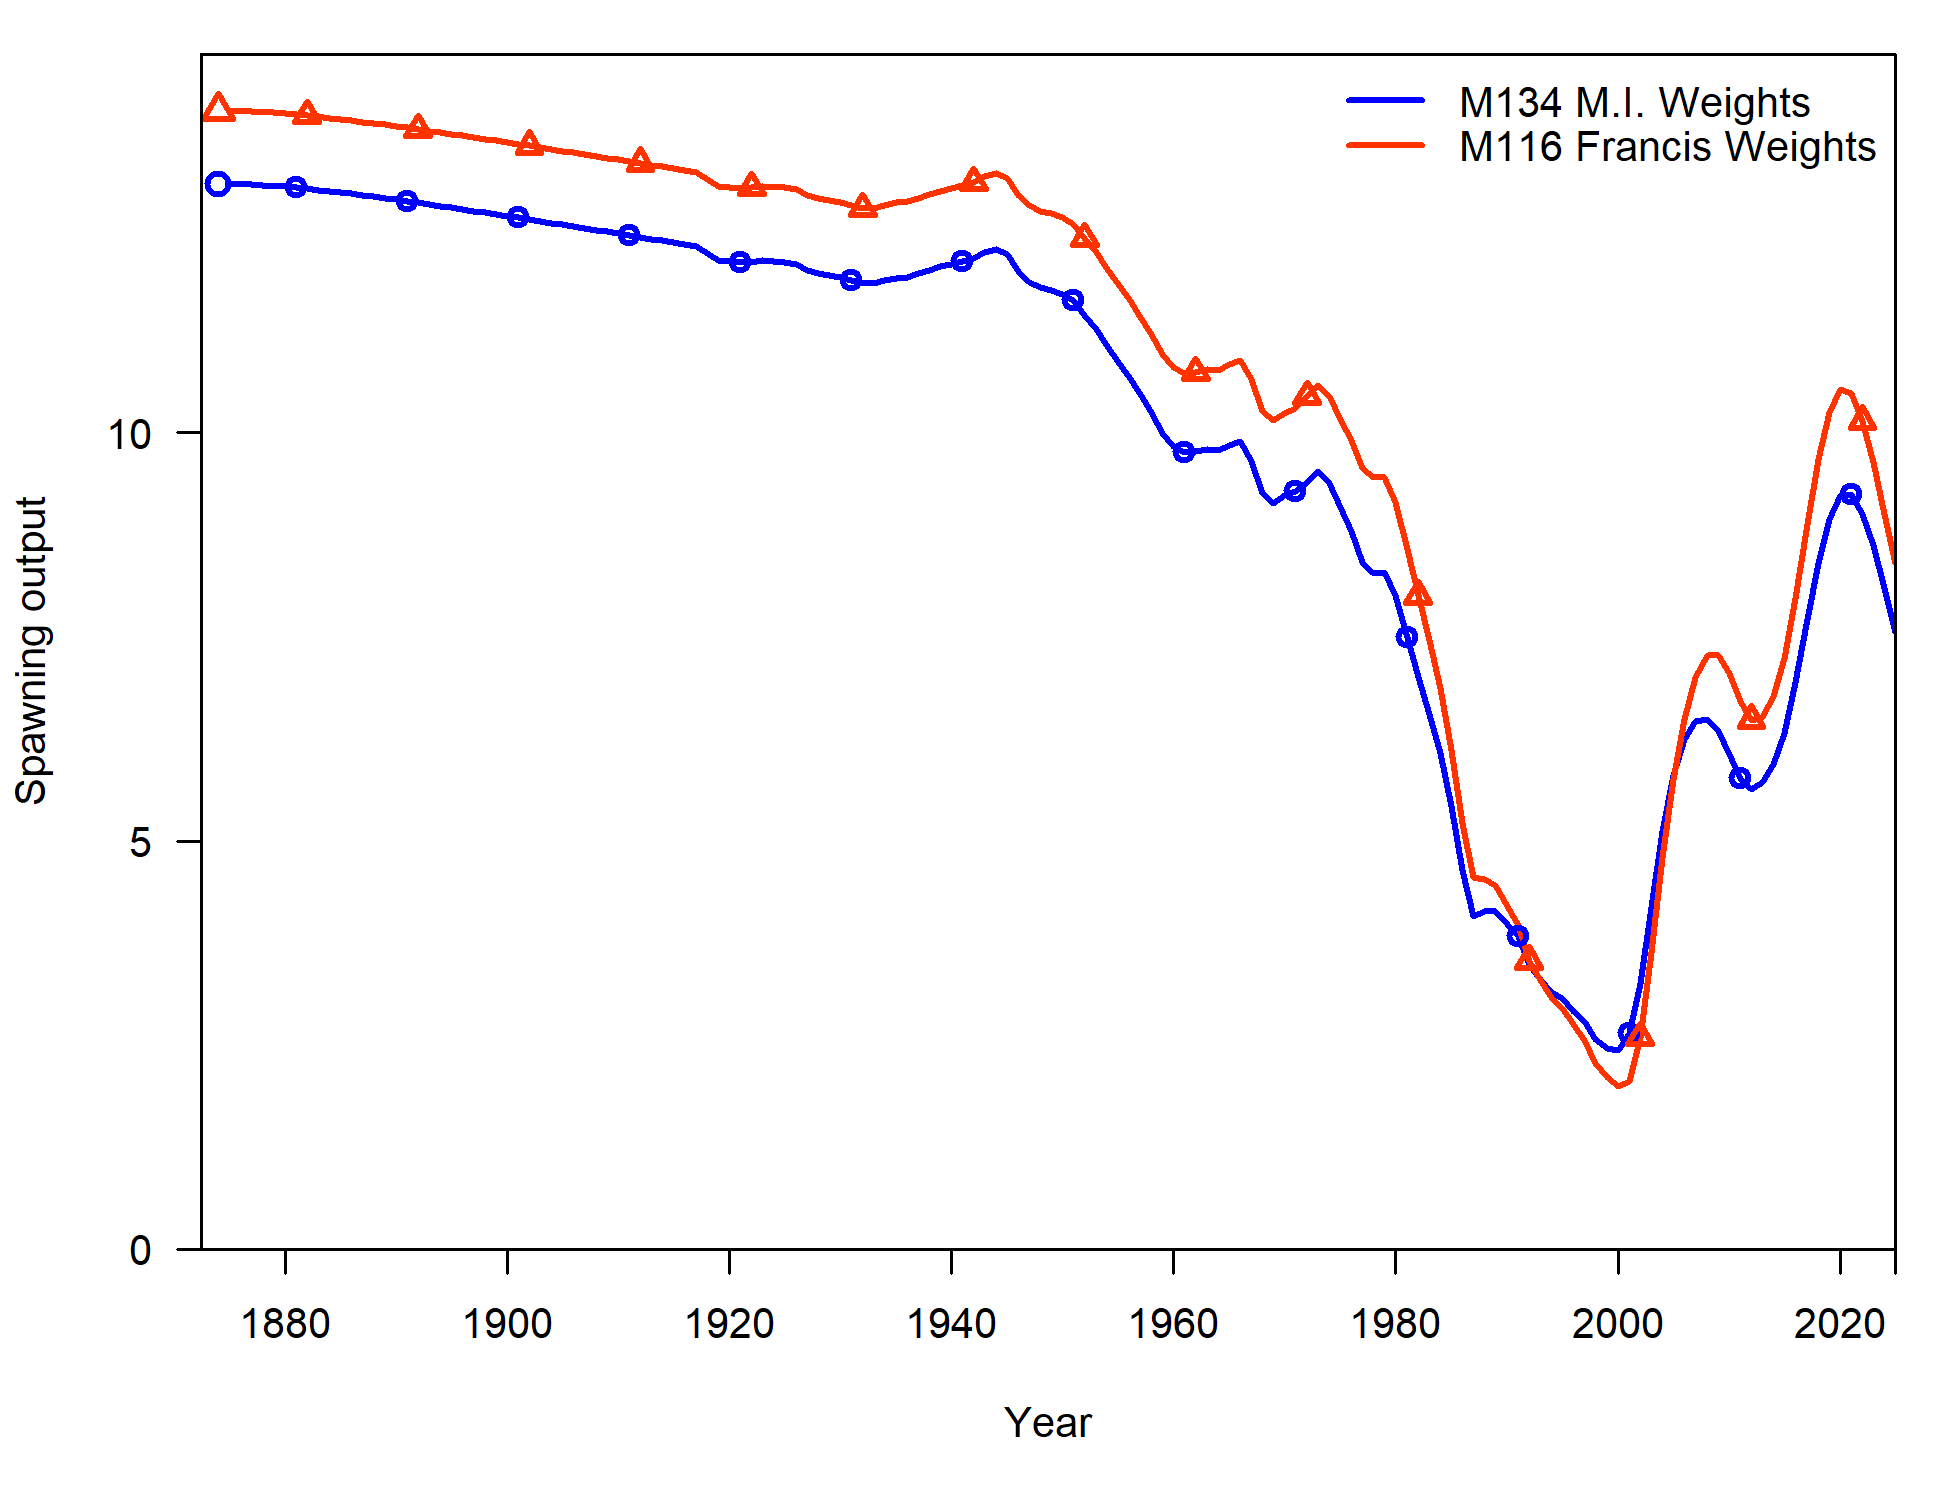 M134 M.I. Weights
M116 Francis Weights
Spawning output
10
5
0
1880 1900 1920 1940 1960 1980 2000 2020
Year